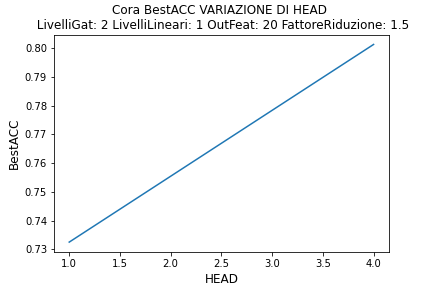 Cora BestACC VARIAZIONE DI HEAD
LivelliGat: 2 LivelliLineari: 1 OutFeat: 20 FattoreRiduzione: 1.5
0.80
0.79
0.78
0.77
0.76
0.75
0.74
0.73
BestACC
1.0 1.5 2.0 2.5 3.0 3.5 4.0
HEAD